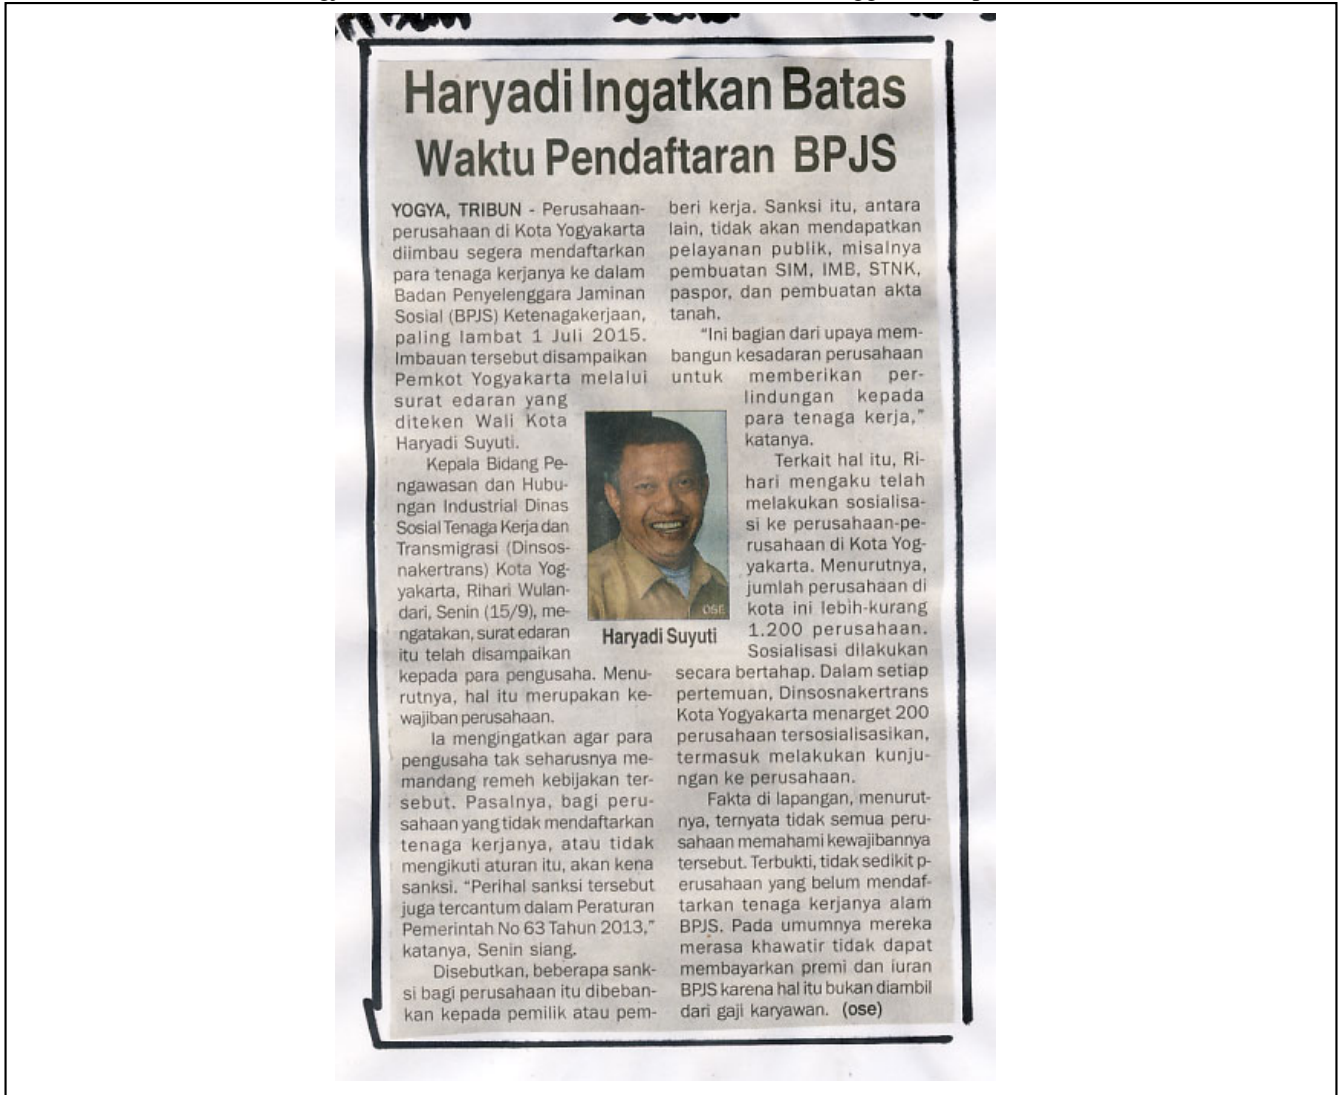 Haryadi Ingatkan Batas
Waktu Pendaftaran BPJS
YOGYA, TRIBUN - Perusahaan-
perusahaan di Kota Yogyakarta
diimbau segera mendaftarkan
para tenaga kerjanya ke dalam
Badan Penyelenggara Jaminan
Sosial (BPJS) Ketenagakerjaan,
paling lambat 1 Juli 2015.
Imbauan tersebut disampaikan
Pemkot Yogyakarta melalui
surat edaran yang
diteken Wali Kota
Haryadi Suyuti.
Kepala Bidang Pe-
ngawasan dan Hubu-
ngan Industrial Dinas
Sosial Tenaga Kerja dan
Transmigrasi (Dinsos-
nakertrans) Kota Yog-
yakarta, Rihari Wulan-
dari, Senin (15/9), me-
ngatakan, surat edaran
itu telah disampaikan
kepada para pengusaha. Menu-
rutnya, hal itu merupakan ke-
wajiban perusahaan.
Ia mengingatkan agar para
pengusaha tak seharusnya me-
mandang remeh kebijakan ter-
sebut. Pasalnya, bagi peru-
sahaan yang tidak mendaftarkan
tenaga kerjanya, atau tidak
mengikuti aturan itu, akan kena
sanksi. “Perihal sanksi tersebut
juga tercantum dalam Peraturan
Pemerintah No 63 Tahun 2013,”
katanya, Senin siang.
Disebutkan, beberapa sank-
si bagi perusahaan itu dibeban-
kan kepada pemilik atau pem-
beri kerja. Sanksi itu, antara
lain, tidak akan mendapatkan
pelayanan publik, misalnya
pembuatan SIM, IMB, STNK,
paspor, dan pembuatan akta
tanah.
“Ini bagian dari upaya mem-
bangun kesadaran perusahaan
untuk memberikan per-
lindungan kepada
para tenaga kerja,”
katanya.
Terkait hal itu, Ri-
hari mengaku telah
melakukan sosialisa-
si ke perusahaan-pe-
rusahaan di Kota Yog-
yakarta. Menurutnya,
jumlah perusahaan di
kota ini lebih-kurang
1.200 perusahaan.
Sosialisasi dilakukan
secara bertahap. Dalam setiap
pertemuan, Dinsosnakertrans
Kota Yogyakarta menarget 200
perusahaan tersosialisasikan,
termasuk melakukan kunju-
ngan ke perusahaan.
Fakta di lapangan, menurut-
nya, ternyata tidak semua peru-
sahaan memahami kewajibannya
tersebut. Terbukti, tidak sedikit p-
erusahaan yang belum mendaf-
tarkan tenaga kerjanya alam
BPJS. Pada umumnya mereka
merasa khawatir tidak dapat
membayarkan premi dan iuran
BPJS karena hal itu bukan diambil
dari gaji karyawan. (ose)
OSE
Haryadi Suyuti